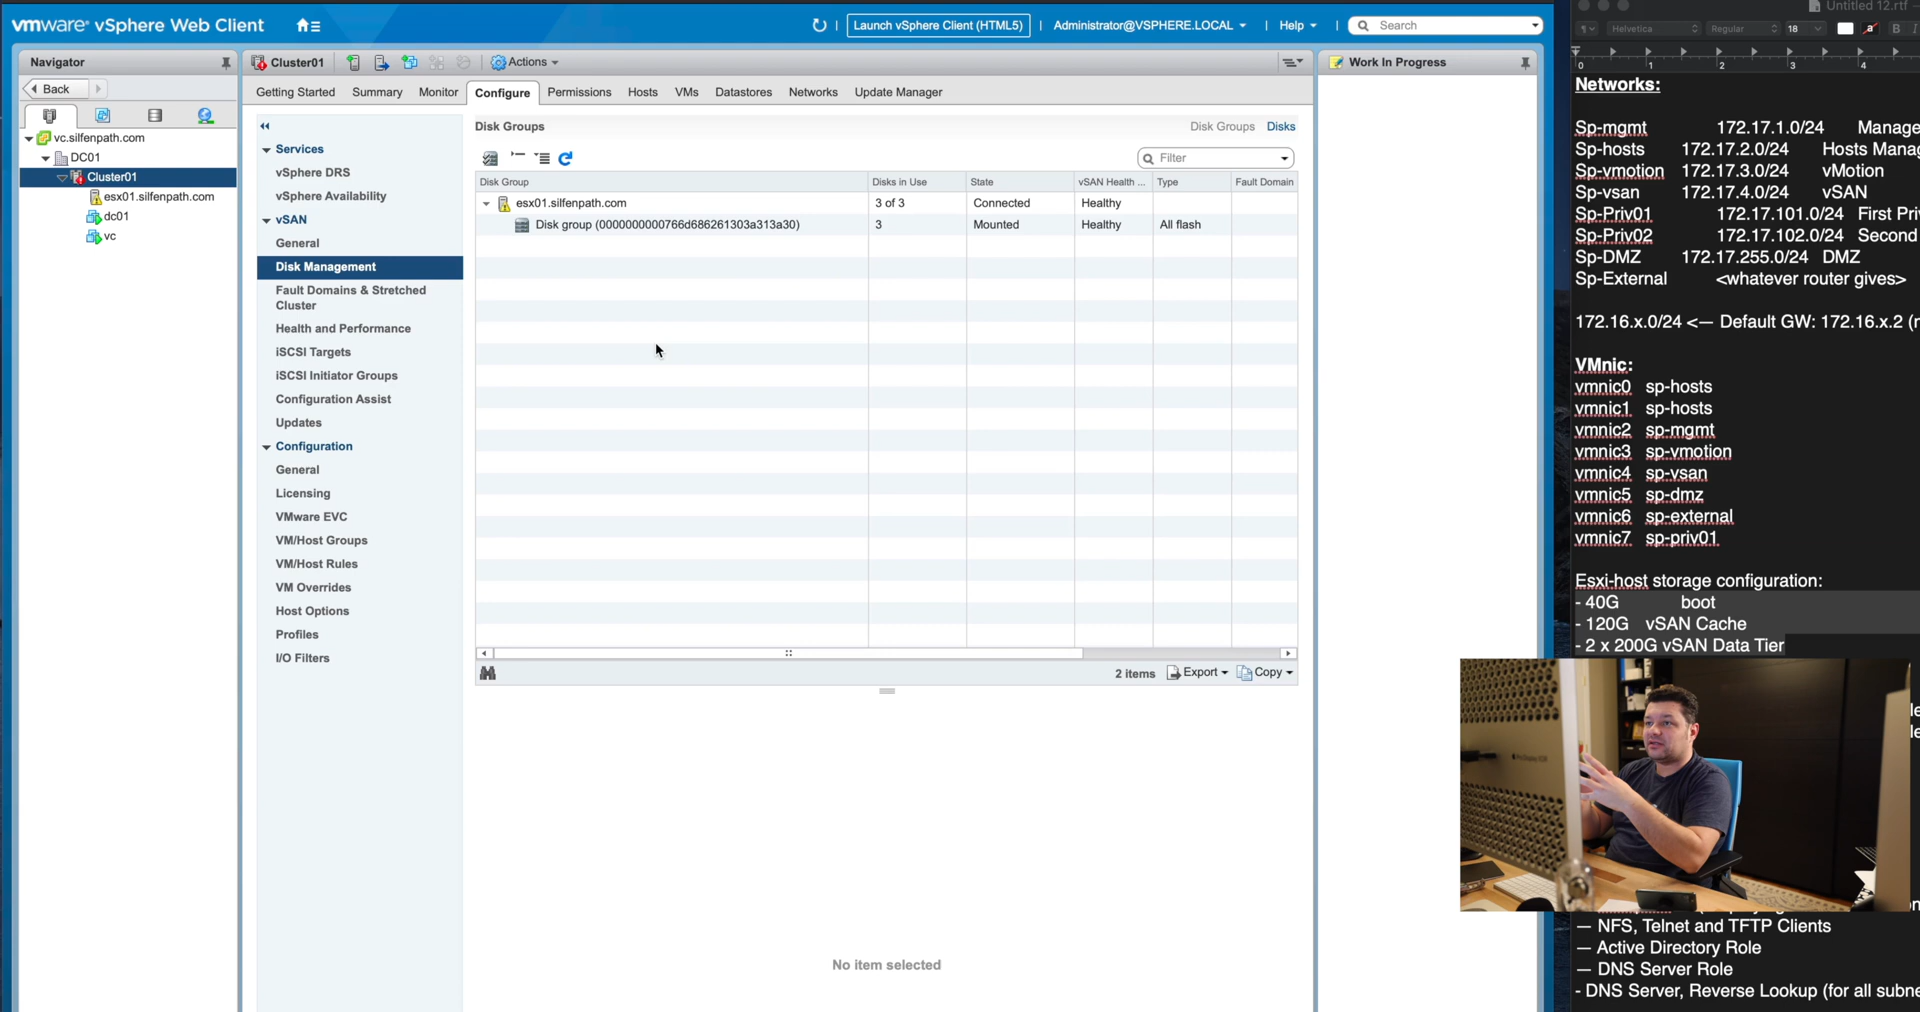 vmware® vSphere Web Client
Launch vSphere Client (HTML5)
Administrator@VSPHERE.LOCAL
Help
Search
Navigator
Back
vc.silfenpath.com
DC01
Cluster01
esx01.silfenpath.com
dc01
vc
Cluster01
Actions
Getting Started
Summary
Monitor
Configure
Permissions
Hosts
VMs
Datastores
Networks
Update Manager
Services
vSphere DRS
vSphere Availability
vSAN
General
Disk Management
Fault Domains & Stretched
Cluster
Health and Performance
iSCSI Targets
iSCSI Initiator Groups
Configuration Assist
Updates
Configuration
General
Licensing
VMware EVC
VM/Host Groups
VM/Host Rules
VM Overrides
Host Options
Profiles
I/O Filters
Disk Groups
Disk Groups Disks
Filter
Disk Group Disks in Use State vSAN Health ... Type Fault Domain
esx01.silfenpath.com 3 of 3 Connected Healthy
Disk group (0000000000766d686261303a313a30) 3 Mounted Healthy All flash
2 items Export Copy
No item selected
Work In Progress
Untitled 12.rtf
Helvetica Regular 18 a B I
0 1 2 3 4
Networks:
Sp-mgmt 172.17.1.0/24 Manage
Sp-hosts 172.17.2.0/24 Hosts Manag
Sp-vmotion 172.17.3.0/24 vMotion
Sp-vsan 172.17.4.0/24 vSAN
Sp-Priv01 172.17.101.0/24 First Priv
Sp-Priv02 172.17.102.0/24 Second
Sp-DMZ 172.17.255.0/24 DMZ
Sp-External <whatever router gives>
172.16.x.0/24 <— Default GW: 172.16.x.2 (r
VMnic:
vmnic0 sp-hosts
vmnic1 sp-hosts
vmnic2 sp-mgmt
vmnic3 sp-vmotion
vmnic4 sp-vsan
vmnic5 sp-dmz
vmnic6 sp-external
vmnic7 sp-priv01
Esxi-host storage configuration:
- 40G boot
- 120G vSAN Cache
- 2 x 200G vSAN Data Tier
— NFS, Telnet and TFTP Clients
— Active Directory Role
— DNS Server Role
- DNS Server, Reverse Lookup (for all subne